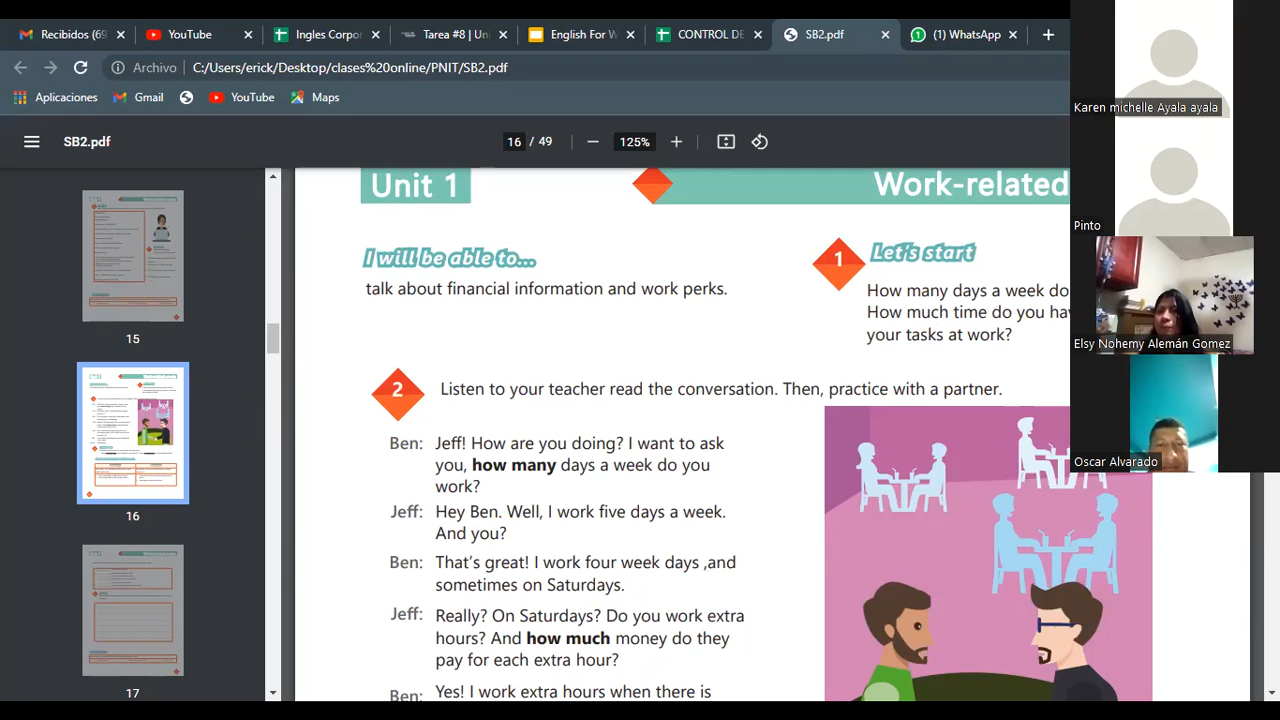 Recibidos (69
YouTube
Ingles Corpor
Tarea #8 | Uni
English For W
CONTROL DE
SB2.pdf
(1) WhatsApp
Archivo
C:/Users/erick/Desktop/clases%20online/PNIT/SB2.pdf
Aplicaciones
Gmail
YouTube
Maps
SB2.pdf
16 / 49
125%
15
16
17
Unit 1
Work-related
I will be able to...
talk about financial information and work perks.
1
Let's start
How many days a week do
How much time do you hav
your tasks at work?
2
Listen to your teacher read the conversation. Then, practice with a partner.
Ben: Jeff! How are you doing? I want to ask
you, how many days a week do you
work?
Jeff: Hey Ben. Well, I work five days a week.
And you?
Ben: That's great! I work four week days ,and
sometimes on Saturdays.
Jeff: Really? On Saturdays? Do you work extra
hours? And how much money do they
pay for each extra hour?
Ben: Yes! I work extra hours when there is
Karen michelle Ayala ayala
Pinto
Elsy Nohemy Alemán Gomez
Oscar Alvarado